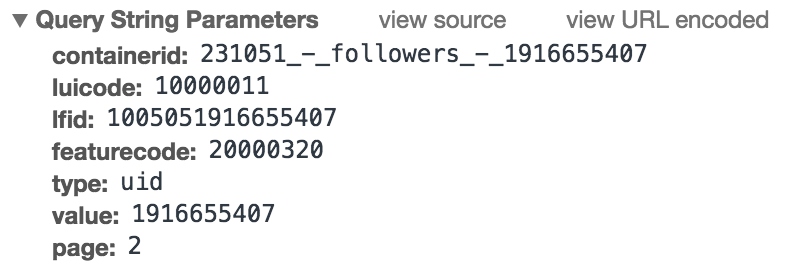 ▼ Query String Parameters view source view URL encoded
containerid: 231051_-_followers_-_1916655407
luicode: 10000011
lfid: 1005051916655407
featurecode: 20000320
type: uid
value: 1916655407
page: 2